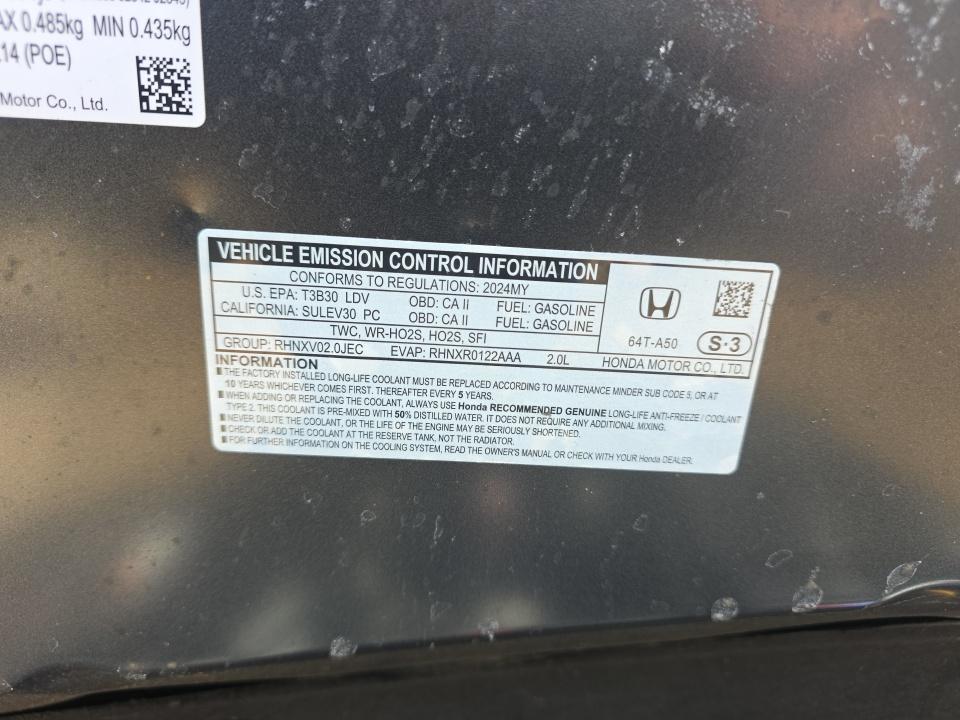 AX 0.485kg MIN 0.435kg
14 (POE)
Motor Co., Ltd.
VEHICLE EMISSION CONTROL INFORMATION
CONFORMS TO REGULATIONS: 2024MY
U.S. EPA: T3B30 LDV OBD: CA II FUEL: GASOLINE
CALIFORNIA: SULEV30 PC OBD: CA II FUEL: GASOLINE
TWC, WR-HO2S, HO2S, SFI
64T-A50 S·3
GROUP: RHNXV02.0JEC EVAP: RHNXR0122AAA 2.0L HONDA MOTOR CO., LTD.
INFORMATION
THE FACTORY INSTALLED LONG-LIFE COOLANT MUST BE REPLACED ACCORDING TO MAINTENANCE MINDER SUB CODE 5, OR AT
10 YEARS WHICHEVER COMES FIRST. THEREAFTER EVERY 5 YEARS.
WHEN ADDING OR REPLACING THE COOLANT, ALWAYS USE Honda RECOMMENDED GENUINE LONG-LIFE ANTI-FREEZE / COOLANT
TYPE 2. THIS COOLANT IS PRE-MIXED WITH 50% DISTILLED WATER. IT DOES NOT REQUIRE ANY ADDITIONAL MIXING.
NEVER DILUTE THE COOLANT, OR THE LIFE OF THE ENGINE MAY BE SERIOUSLY SHORTENED.
CHECK OR ADD THE COOLANT AT THE RESERVE TANK, NOT THE RADIATOR.
FOR FURTHER INFORMATION ON THE COOLING SYSTEM, READ THE OWNER'S MANUAL OR CHECK WITH YOUR Honda DEALER.